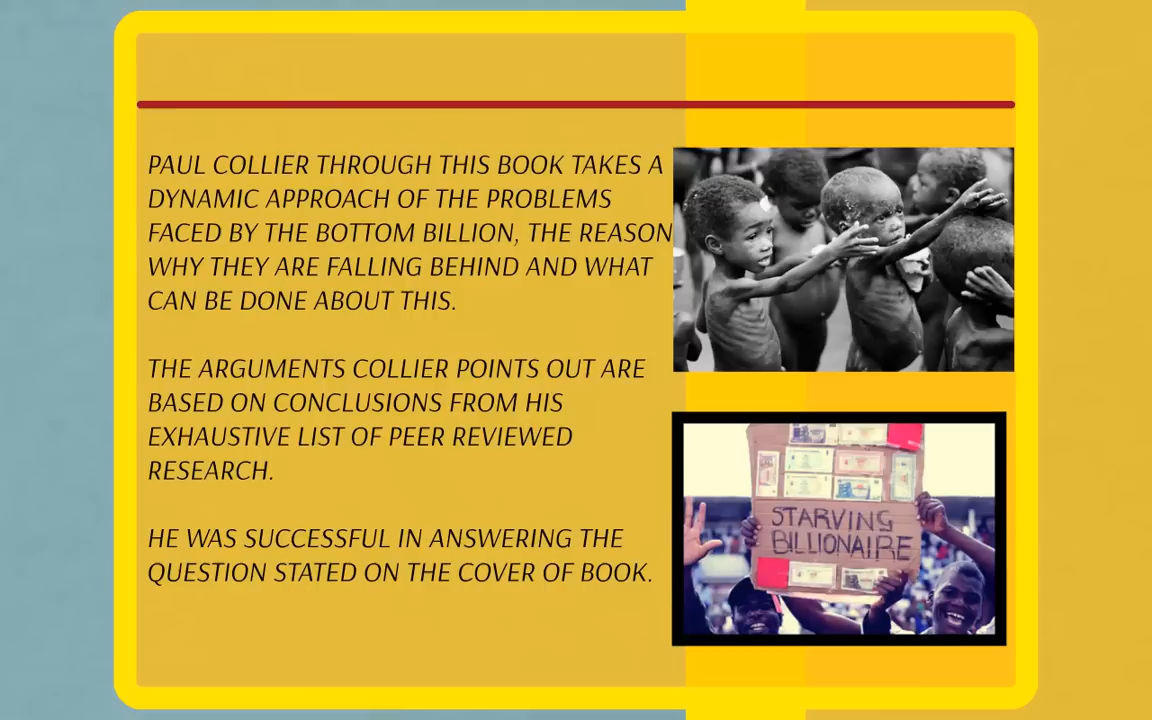 PAUL COLLIER THROUGH THIS BOOK TAKES A
DYNAMIC APPROACH OF THE PROBLEMS
FACED BY THE BOTTOM BILLION, THE REASON
WHY THEY ARE FALLING BEHIND AND WHAT
CAN BE DONE ABOUT THIS.
THE ARGUMENTS COLLIER POINTS OUT ARE
BASED ON CONCLUSIONS FROM HIS
EXHAUSTIVE LIST OF PEER REVIEWED
RESEARCH.
HE WAS SUCCESSFUL IN ANSWERING THE
QUESTION STATED ON THE COVER OF BOOK.
STARVING
BILLIONAIRE